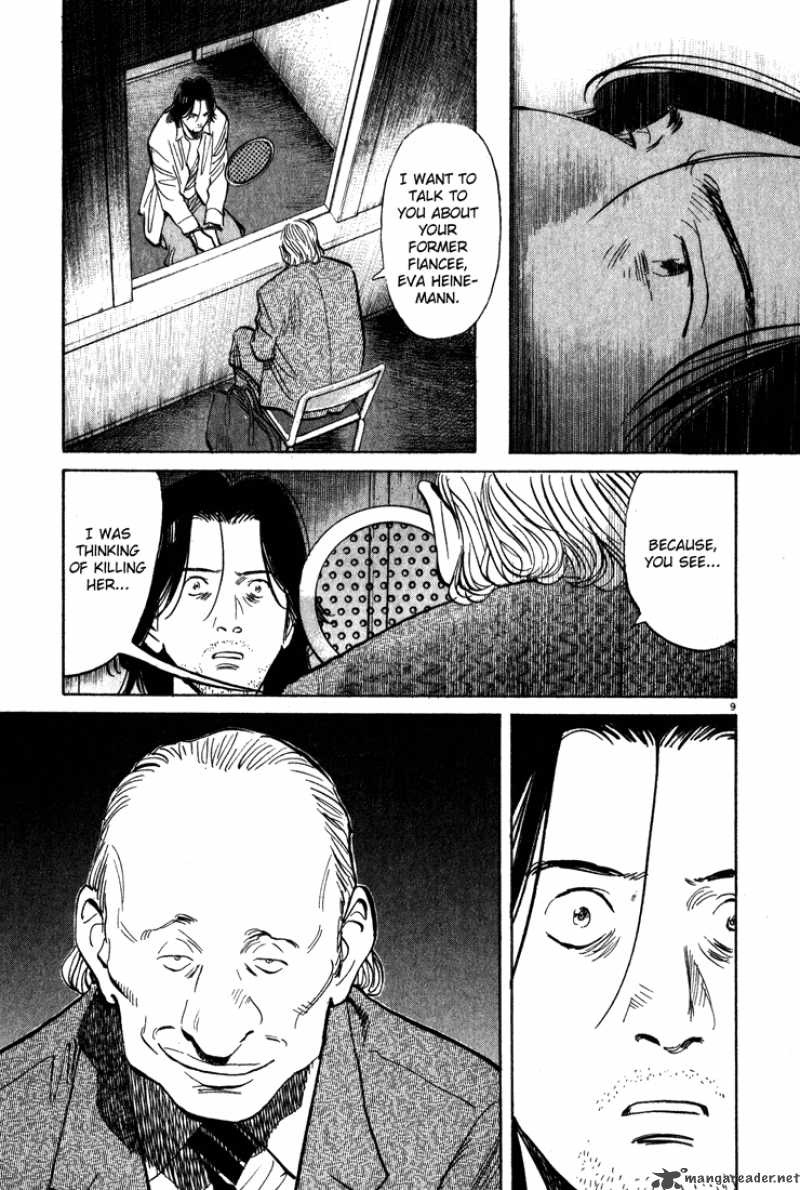 I WANT TO
TALK TO
YOU ABOUT
YOUR
FORMER
FIANCEE,
EVA HEINE-
MANN.
BECAUSE,
YOU SEE...
I WAS
THINKING
OF KILLING
HER...
9
mangareader.net